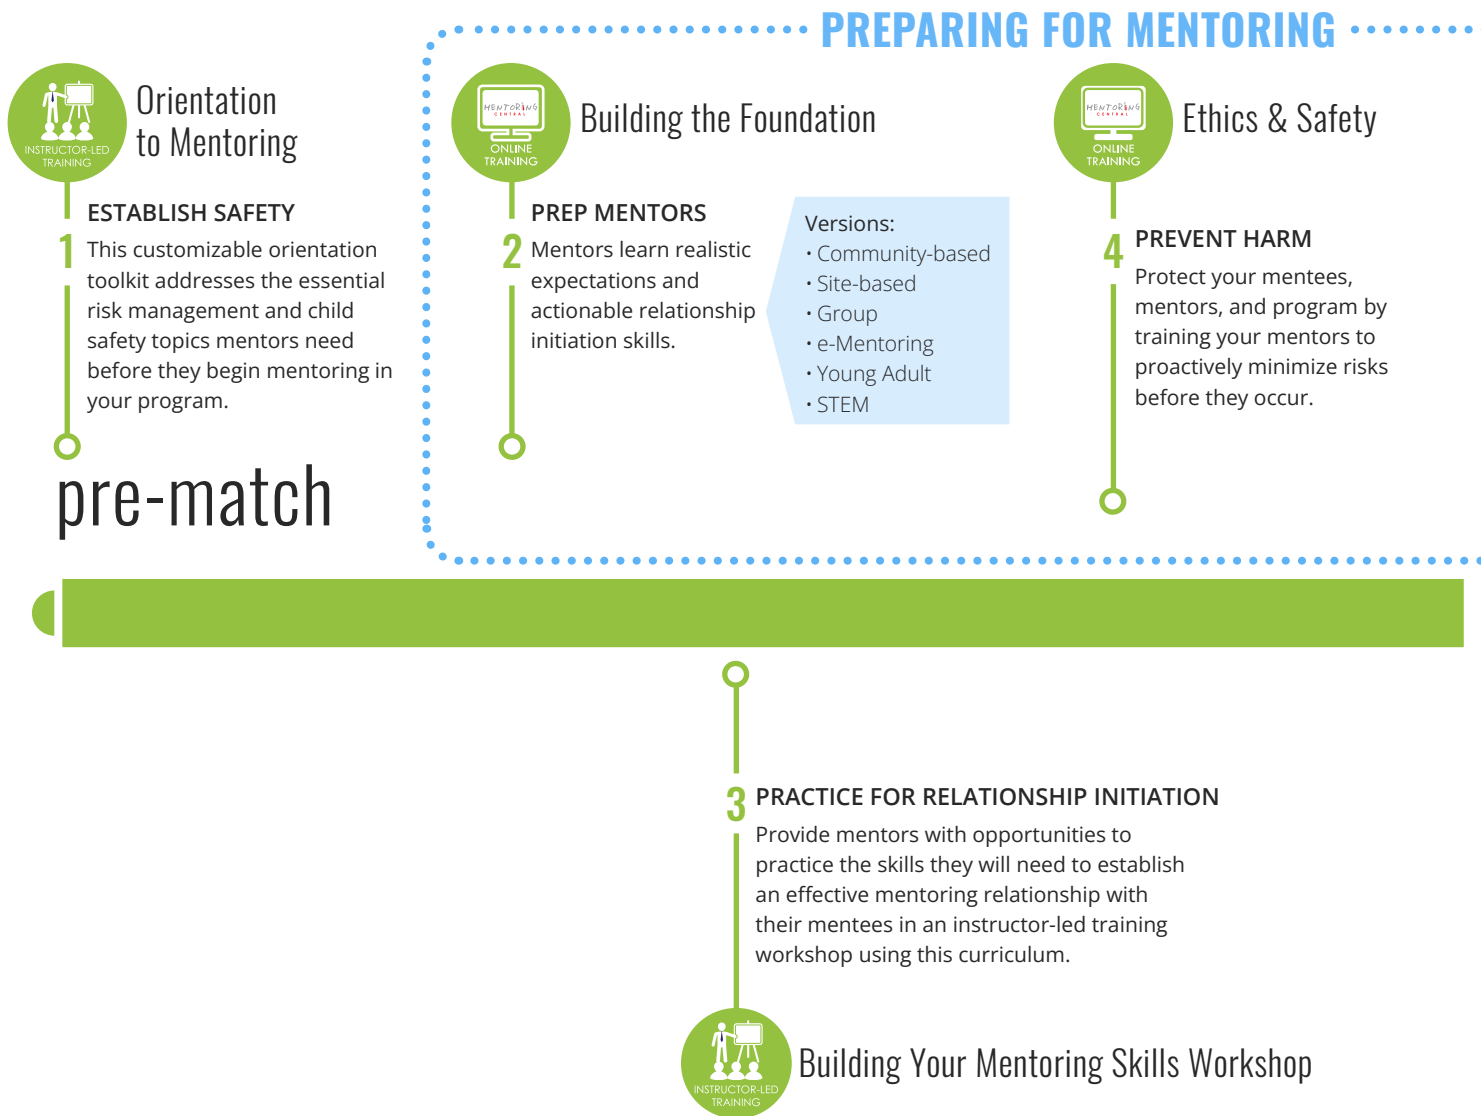 PREPARING FOR MENTORING
INSTRUCTOR-LED
TRAINING
Orientation
to Mentoring
1
ESTABLISH SAFETY
This customizable orientation
toolkit addresses the essential
risk management and child
safety topics mentors need
before they begin mentoring in
your program.
pre-match
MENTORING
CENTRAL
ONLINE
TRAINING
Building the Foundation
2
PREP MENTORS
Mentors learn realistic
expectations and
actionable relationship
initiation skills.
Versions:
• Community-based
• Site-based
• Group
• e-Mentoring
• Young Adult
• STEM
MENTORING
CENTRAL
ONLINE
TRAINING
Ethics & Safety
4
PREVENT HARM
Protect your mentees,
mentors, and program by
training your mentors to
proactively minimize risks
before they occur.
3
PRACTICE FOR RELATIONSHIP INITIATION
Provide mentors with opportunities to
practice the skills they will need to establish
an effective mentoring relationship with
their mentees in an instructor-led training
workshop using this curriculum.
INSTRUCTOR-LED
TRAINING
Building Your Mentoring Skills Workshop